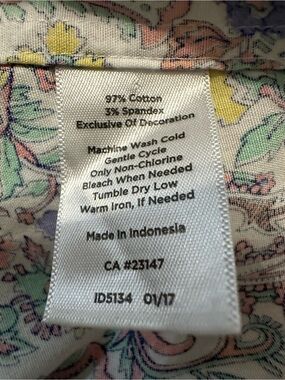 97% Cotton
3% Spandex
Exclusive Of Decoration
Machine Wash Cold
Gentle Cycle
Only Non-Chlorine
Bleach When Needed
Tumble Dry Low
Warm Iron, If Needed
Made In Indonesia
CA #23147
ID5134 01/17